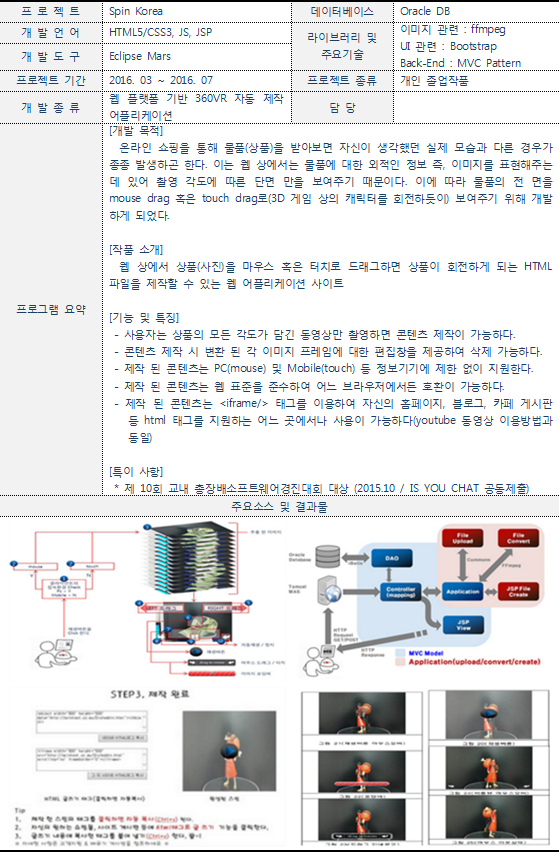 프 로 젝 트
Spin Korea
데이터베이스
Oracle DB
개 발 언 어
HTML5/CSS3, JS, JSP
라이브러리 및
주요기술
이미지 관련 : ffmpeg
UI 관련 : Bootstrap
Back-End : MVC Pattern
개 발 도 구
Eclipse Mars
프로젝트 기간
2016. 03 ~ 2016. 07
프로젝트 종류
개인 졸업작품
개 발 종 류
웹 플랫폼 기반 360VR 자동 제작
어플리케이션
담 당
프로그램 요약
[개발 목적]
온라인 쇼핑을 통해 물품(상품)을 받아보면 자신이 생각했던 실제 모습과 다른 경우가
종종 발생하곤 한다. 이는 웹 상에서는 물품에 대한 외적인 정보 즉, 이미지를 표현해주는
데 있어 촬영 각도에 따른 단면 만을 보여주기 때문이다. 이에 따라 물품의 전 면을
mouse drag 혹은 touch drag로(3D 게임 상의 캐릭터를 회전하듯이) 보여주기 위해 개발
하게 되었다.
[작품 소개]
웹 상에서 상품(사진)을 마우스 혹은 터치로 드래그하면 상품이 회전하게 되는 HTML
파일을 제작할 수 있는 웹 어플리케이션 사이트
[기능 및 특징]
- 사용자는 상품의 모든 각도가 담긴 동영상만 촬영하면 콘텐츠 제작이 가능하다.
- 콘텐츠 제작 시 변환 된 각 이미지 프레임에 대한 편집창을 제공하여 삭제 가능하다.
- 제작 된 콘텐츠는 PC(mouse) 및 Mobile(touch) 등 정보기기에 제한 없이 지원한다.
- 제작 된 콘텐츠는 웹 표준을 준수하여 어느 브라우저에서든 호환이 가능하다.
- 제작 된 콘텐츠는 <iframe/> 태그를 이용하여 자신의 홈페이지, 블로그, 카페 게시판
등 html 태그를 지원하는 어느 곳에서나 사용이 가능하다(youtube 동영상 이용방법과
동일)
[특이 사항]
* 제 10회 교내 총장배소프트웨어경진대회 대상 (2015.10 / IS YOU CHAT 공동제출)
주요소스 및 결과물
mouse
touch
Oracle
Database
DAO
File
Upload
File
Convert
Tomcat
WAS
Controller
(mapping)
Application
JSP File
Create
JSP
View
HTTP
Request
GET/POST
HTTP
Response
MVC Model
Application(upload/convert/create)
STEP3. 제작 완료
Tip